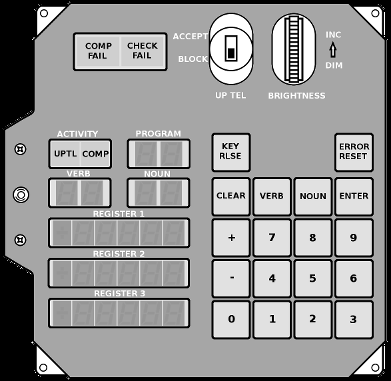 COMP FAIL
CHECK FAIL
ACCEPT
BLOCK
UP TEL
BRIGHTNESS
INC
DIM
ACTIVITY
UPTL COMP
PROGRAM
VERB
NOUN
REGISTER 1
REGISTER 2
REGISTER 3
KEY RLSE
ERROR RESET
CLEAR VERB NOUN ENTER
+ 7 8 9
- 4 5 6
0 1 2 3